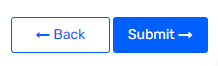 ← Back Submit →